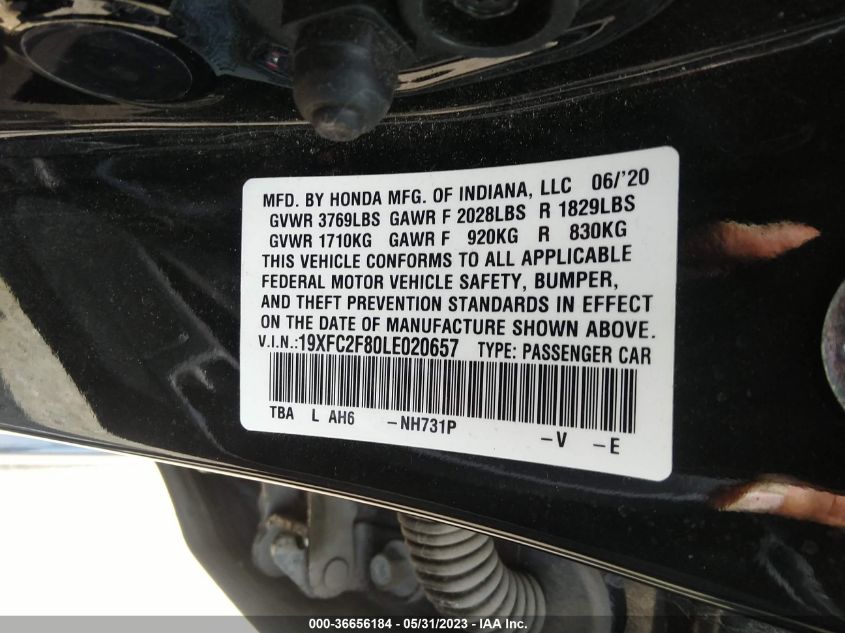 MFD. BY HONDA MFG. OF INDIANA, LLC 06/'20
GVWR 3769LBS GAWR F 2028LBS R 1829LBS
GVWR 1710KG GAWR F 920KG R 830KG
THIS VEHICLE CONFORMS TO ALL APPLICABLE
FEDERAL MOTOR VEHICLE SAFETY, BUMPER,
AND THEFT PREVENTION STANDARDS IN EFFECT
ON THE DATE OF MANUFACTURE SHOWN ABOVE.
V.I.N.:19XFC2F80LE020657 TYPE: PASSENGER CAR
TBA L AH6 -NH731P -V -E
000-36656184 - 05/31/2023 - IAA Inc.